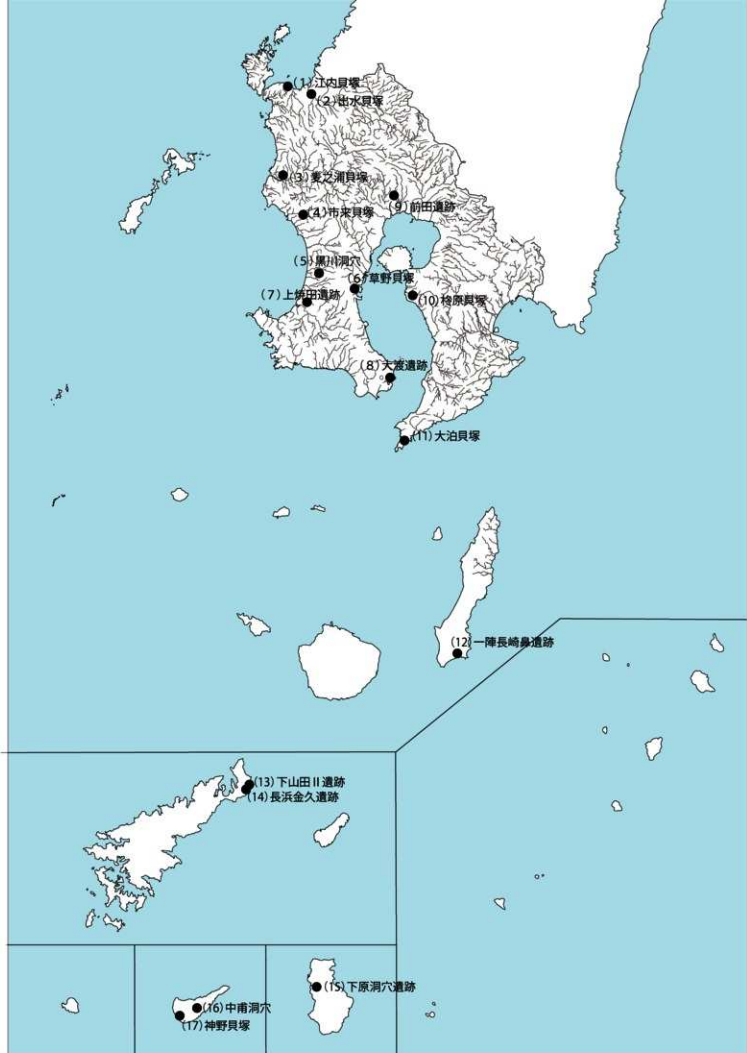 (1)江内貝塚
(2)出水貝塚
(3)麦之浦貝塚
(9)前田遺跡
(4)市来貝塚
(5)黒川洞穴
(6)草野貝塚
(7)上焼田遺跡
(10)柊原貝塚
(8)大渡遺跡
(11)大泊貝塚
(12)一陣長崎鼻遺跡
(13)下山田Ⅱ遺跡
(14)長浜金久遺跡
(15)下原洞穴遺跡
(16)中甫洞穴
(17)神野貝塚